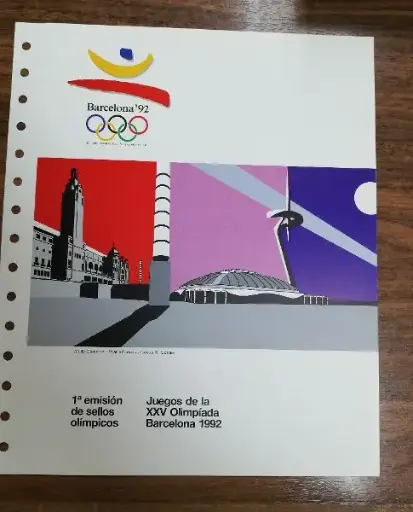 Barcelona'92
1ª emisión
de sellos
olímpicos
Juegos de la
XXV Olimpíada
Barcelona 1992